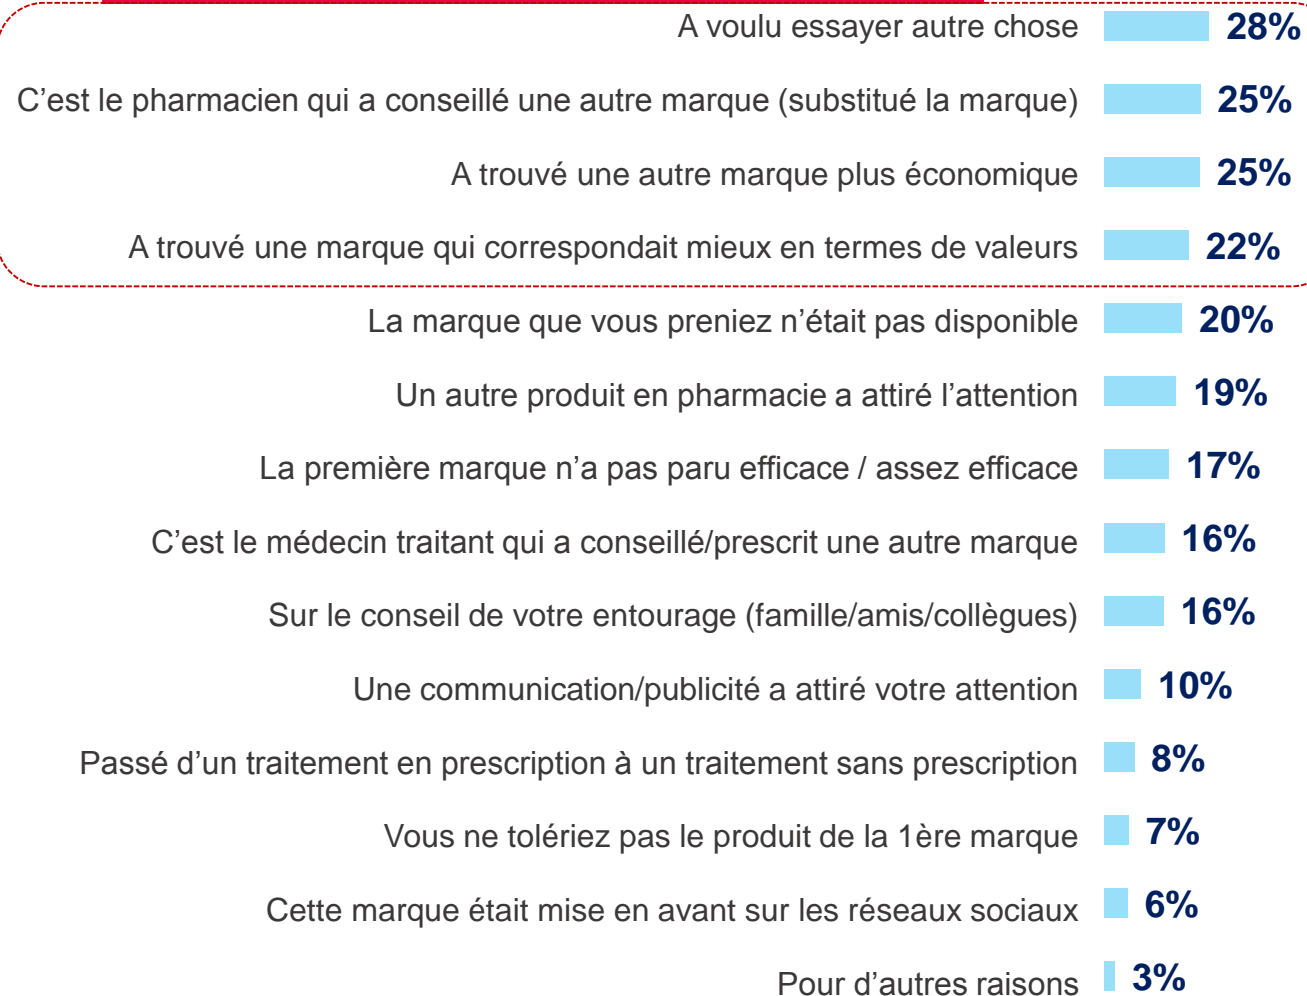 A voulu essayer autre chose 28%
C’est le pharmacien qui a conseillé une autre marque (substitué la marque) 25%
A trouvé une autre marque plus économique 25%
A trouvé une marque qui correspondait mieux en termes de valeurs 22%
La marque que vous preniez n’était pas disponible 20%
Un autre produit en pharmacie a attiré l’attention 19%
La première marque n’a pas paru efficace / assez efficace 17%
C’est le médecin traitant qui a conseillé/prescrit une autre marque 16%
Sur le conseil de votre entourage (famille/amis/collègues) 16%
Une communication/publicité a attiré votre attention 10%
Passé d’un traitement en prescription à un traitement sans prescription 8%
Vous ne tolériez pas le produit de la 1ère marque 7%
Cette marque était mise en avant sur les réseaux sociaux 6%
Pour d’autres raisons 3%